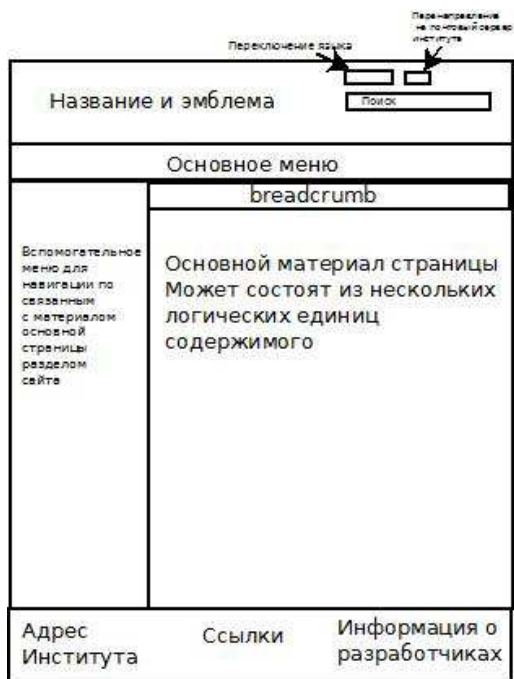 Перенаправление
на почтовый сервер
института
Переключение языка
Название и эмблема
Поиск
Основное меню
breadcrumb
Вспомогательное
меню для
навигации по
связанным
с материалом
основной
страницы
разделом
сайта
Основной материал страницы
Может состоят из нескольких
логических единиц
содержимого
Адрес
Института
Ссылки
Информация о
разработчиках